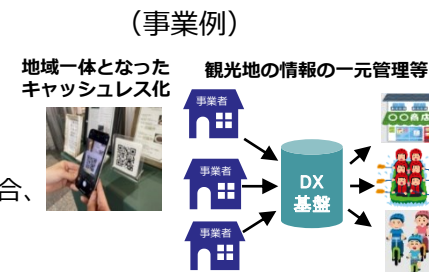 （事業例）
地域一体となった
キャッシュレス化
観光地の情報の一元管理等
事業者
〇〇商店
合、
事業者
DX
基盤
事業者